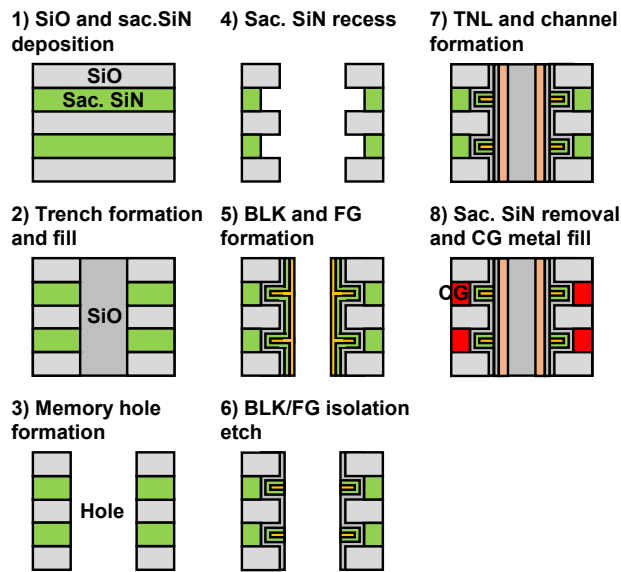 1) SiO and sac.SiN
deposition
SiO
Sac. SiN
2) Trench formation
and fill
SiO
3) Memory hole
formation
Hole
4) Sac. SiN recess
5) BLK and FG
formation
6) BLK/FG isolation
etch
7) TNL and channel
formation
8) Sac. SiN removal
and CG metal fill
CG